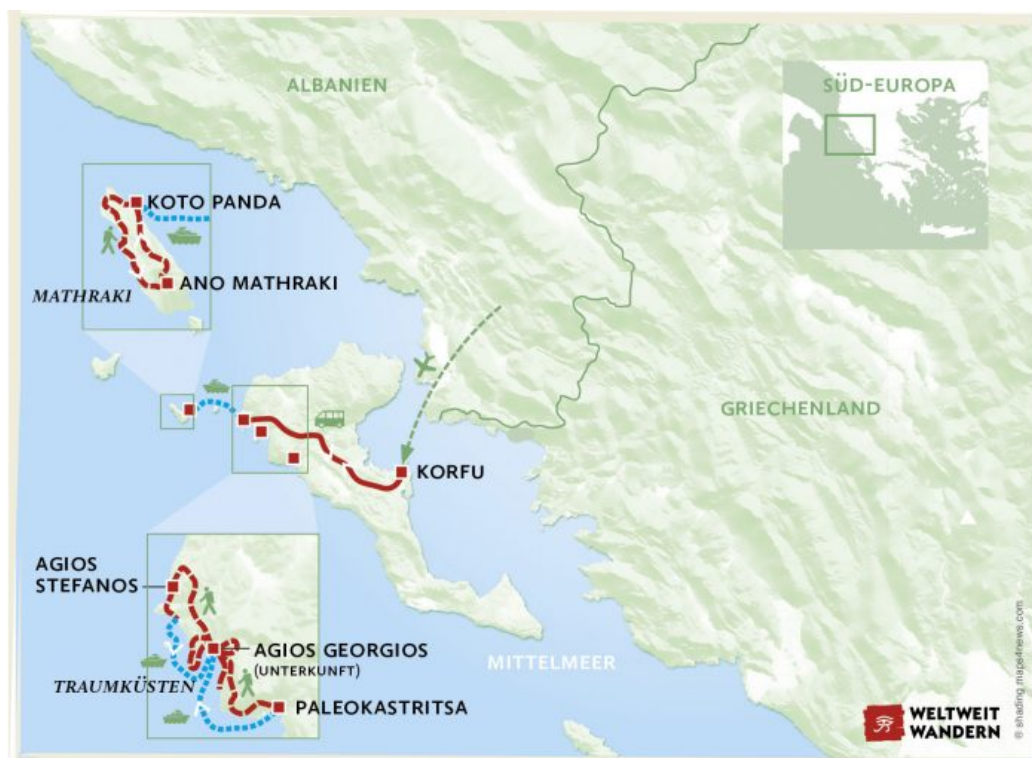 ALBANIEN
SÜD-EUROPA
KOTO PANDA
ANO MATHRAKI
MATHRAKI
GRIECHENLAND
KORFU
AGIOS
STEFANOS
AGIOS GEORGIOS
(UNTERKUNFT)
MITTELMEER
TRAUMKÜSTEN
PALEOKASTRITSA
WELTWEIT
WANDERN
© shading maps4news.com